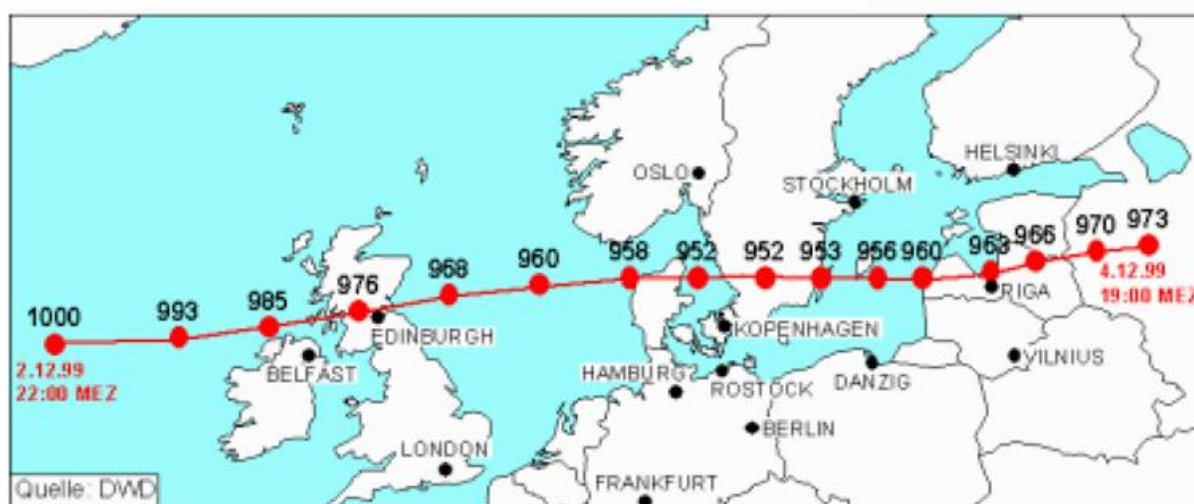 HELSINKI
OSLO
STOCKHOLM
958
952
952
953
956
960
963
966
970
973
960
968
976
985
993
1000
4.12.99
19:00 MEZ
RIGA
EDINBURGH
KOPENHAGEN
2.12.99
22:00 MEZ
BELFAST
HAMBURG
ROSTOCK
DANZIG
VILNIUS
BERLIN
LONDON
FRANKFURT
Quelle: DWD